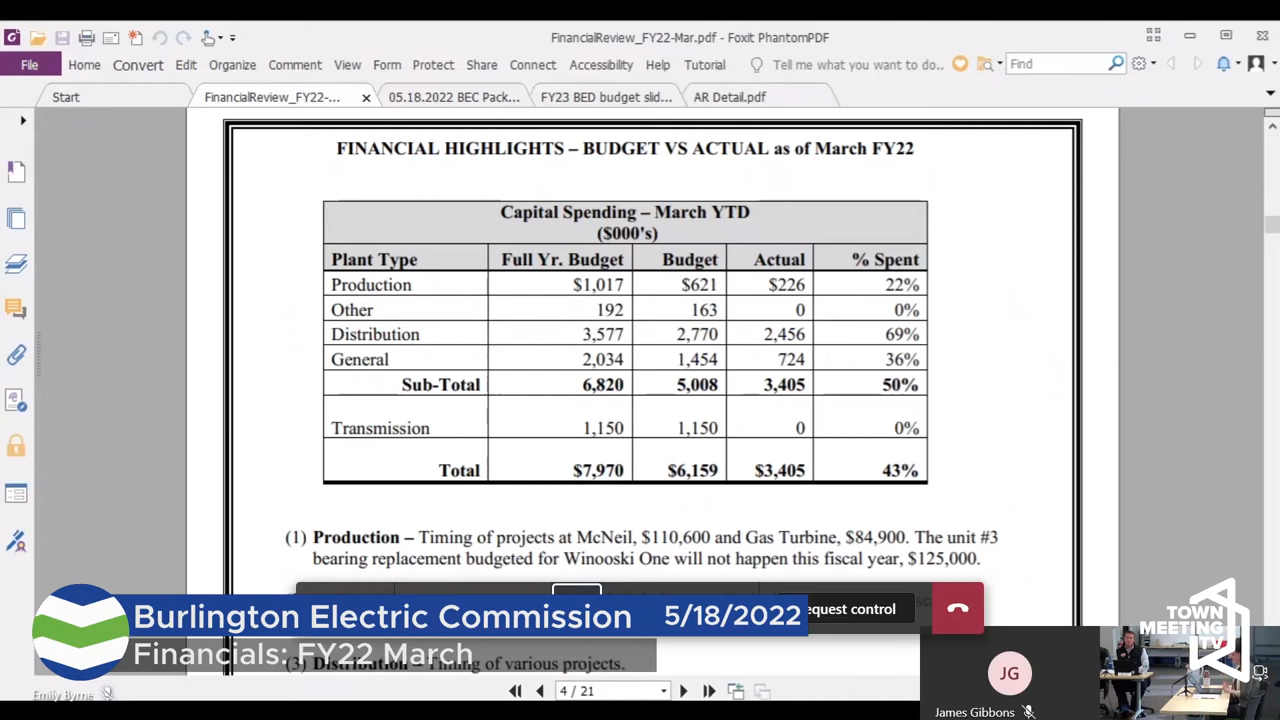 FinancialReview_FY22-Mar.pdf - Foxit PhantomPDF
File Home Convert Edit Organize Comment View Form Protect Share Connect Accessibility Help Tutorial Tell me what you want to do.. Find
Start FinancialReview_FY22-... 05.18.2022 BEC Pack... FY23 BED budget slid... AR Detail.pdf
FINANCIAL HIGHLIGHTS – BUDGET VS ACTUAL as of March FY22
Capital Spending – March YTD
($000's)
Plant Type Full Yr. Budget Budget Actual % Spent
Production $1,017 $621 $226 22%
Other 192 163 0 0%
Distribution 3,577 2,770 2,456 69%
General 2,034 1,454 724 36%
Sub-Total 6,820 5,008 3,405 50%
Transmission 1,150 1,150 0 0%
Total $7,970 $6,159 $3,405 43%
(1) Production – Timing of projects at McNeil, $110,600 and Gas Turbine, $84,900. The unit #3
bearing replacement budgeted for Winooski One will not happen this fiscal year, $125,000.
equest control
Burlington Electric Commission 5/18/2022
Financials: FY22 March
(3) Distribution – Timing of various projects.
TOWN
MEETING
TV
JG
Emily Byrne
4 / 21
James Gibbons